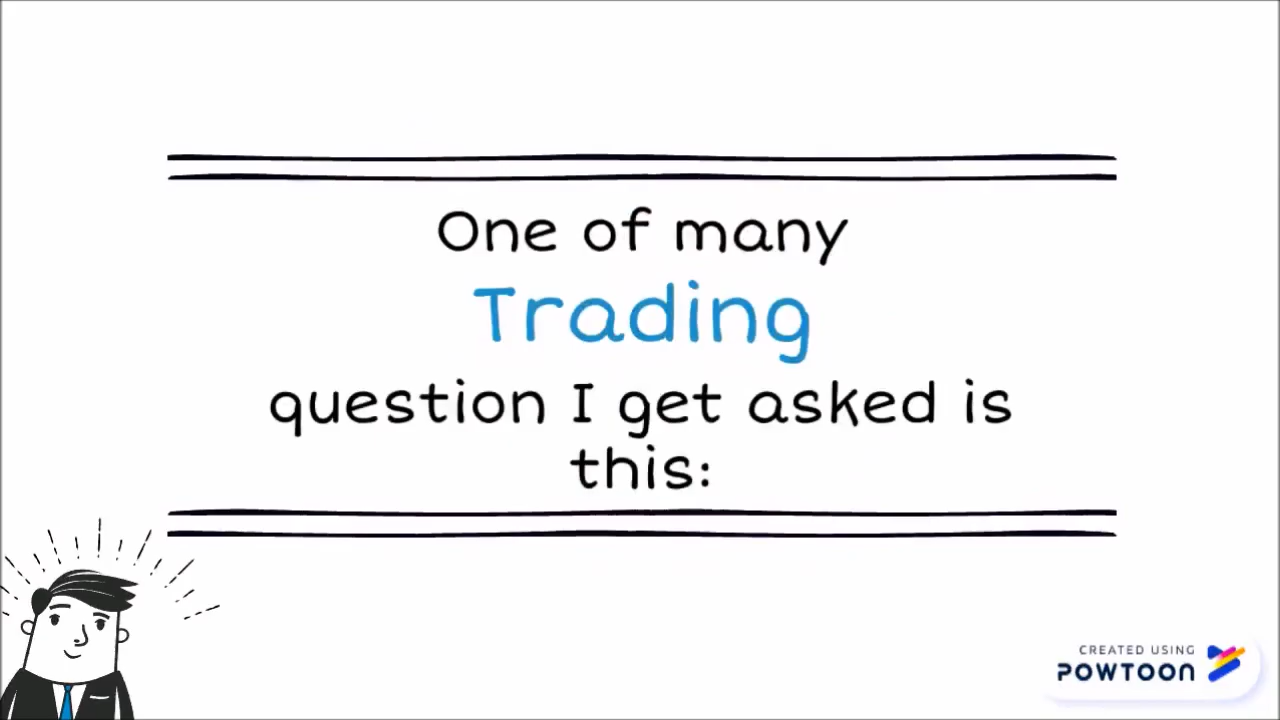 One of many
Trading
question I get asked is
this:
CREATED USING
POWTOON